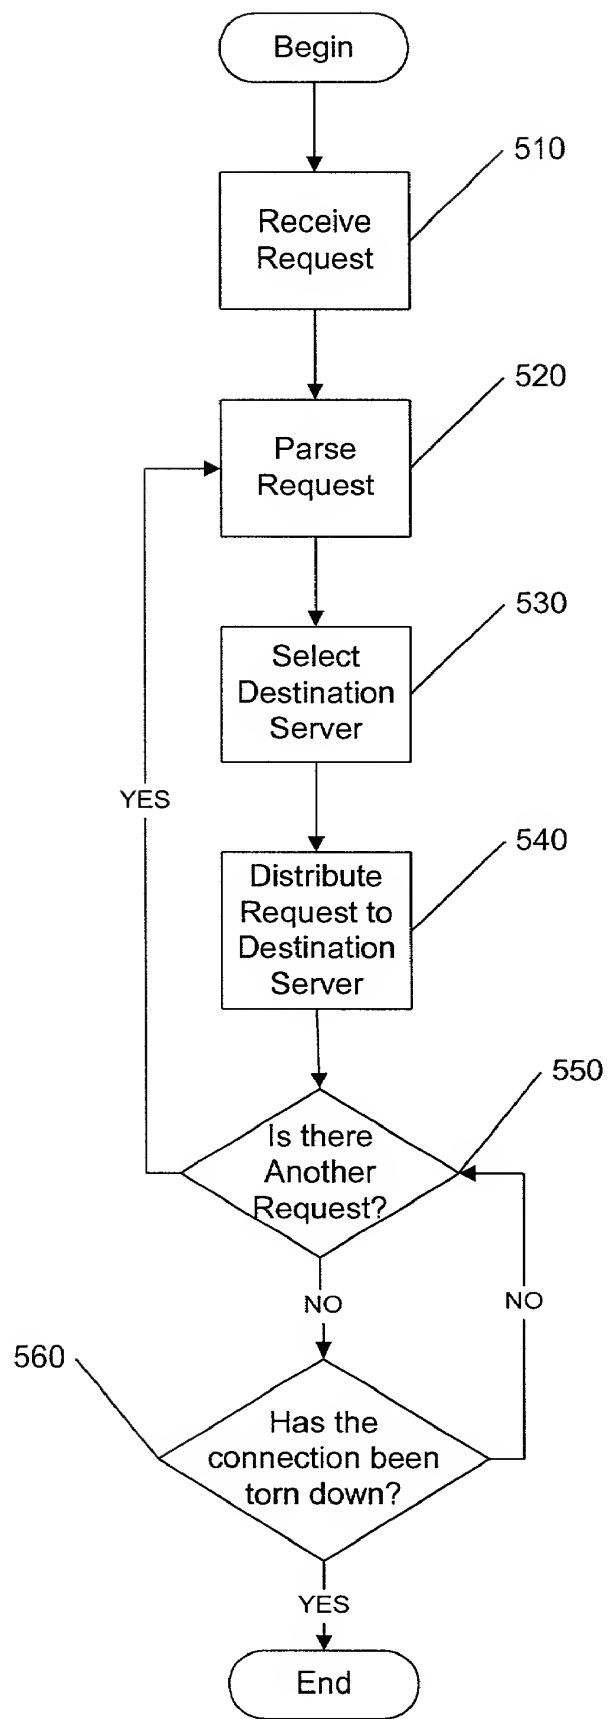 Begin
510
Receive
Request
520
Parse
Request
530
Select
Destination
Server
YES
540
Distribute
Request to
Destination
Server
550
Is there
Another
Request?
NO
NO
560
Has the
connection been
torn down?
YES
End